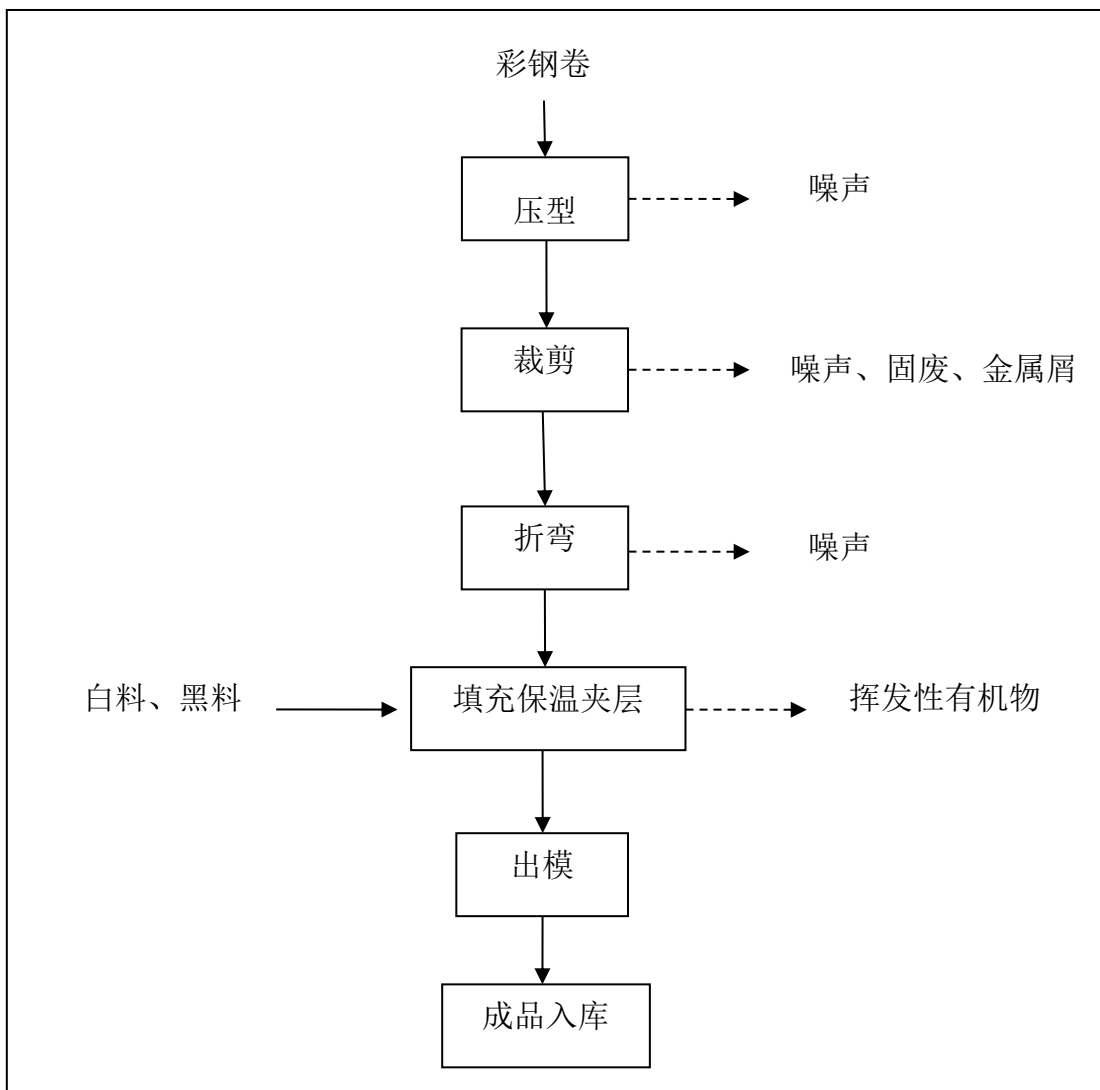 彩钢卷
压型
噪声
裁剪
噪声、固废、金属屑
折弯
噪声
白料、黑料
填充保温夹层
挥发性有机物
出模
成品入库